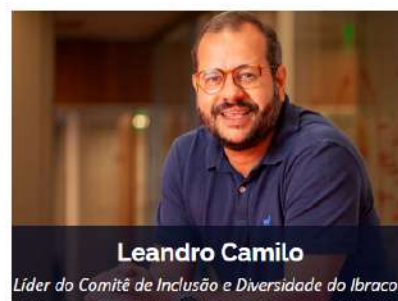 Leandro Camilo
Líder do Comitê de Inclusão e Diversidade do Ibraco